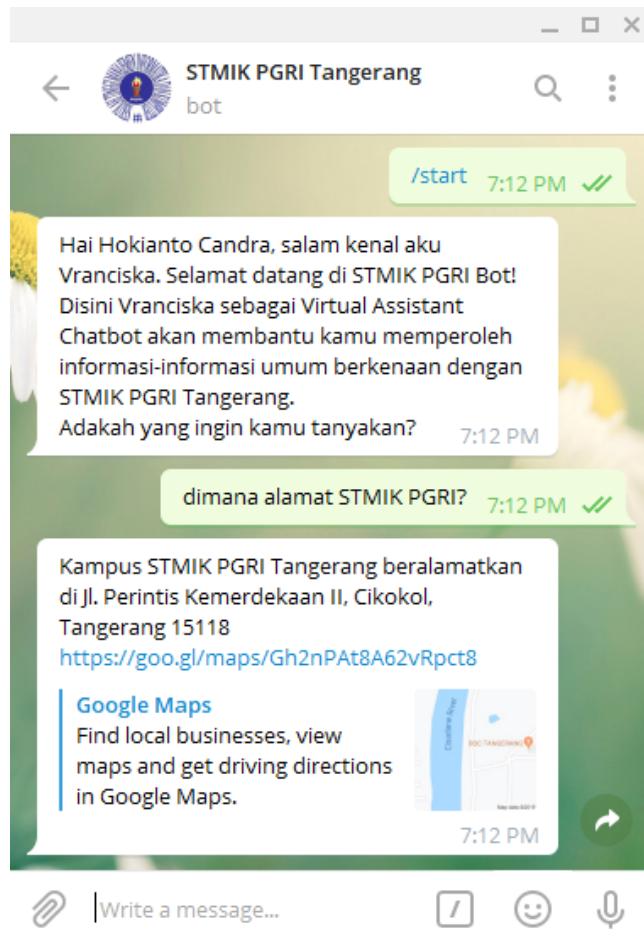 STMIK PGRI Tangerang
bot
/start
7:12 PM
Hai Hokianto Candra, salam kenal aku
Vranciska. Selamat datang di STMIK PGRI Bot!
Disini Vranciska sebagai Virtual Assistant
Chatbot akan membantu kamu memperoleh
informasi-informasi umum berkenaan dengan
STMIK PGRI Tangerang.
Adakah yang ingin kamu tanyakan?
7:12 PM
dimana alamat STMIK PGRI?
7:12 PM
Kampus STMIK PGRI Tangerang beralamatkan
di Jl. Perintis Kemerdekaan II, Cikokol,
Tangerang 15118
https://goo.gl/maps/Gh2nPAt8A62vRpct8
Google Maps
Find local businesses, view
maps and get driving directions
in Google Maps.
7:12 PM
Write a message...